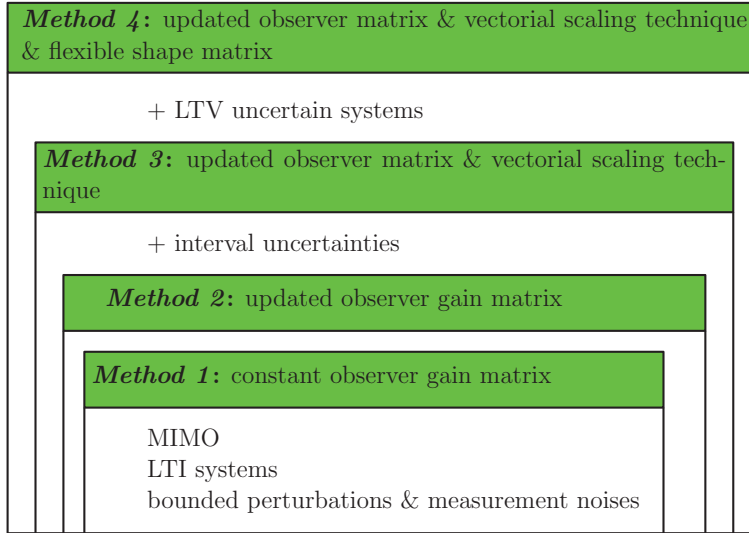 Method 4: updated observer matrix & vectorial scaling technique
& flexible shape matrix
+ LTV uncertain systems
Method 3: updated observer matrix & vectorial scaling tech-
nique
+ interval uncertainties
Method 2: updated observer gain matrix
Method 1: constant observer gain matrix
MIMO
LTI systems
bounded perturbations & measurement noises